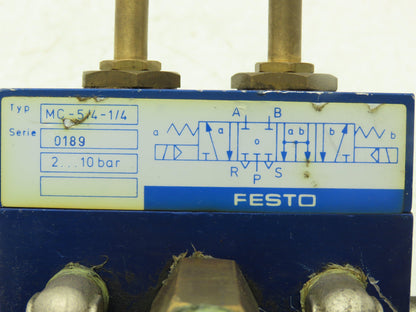 Typ MC-5/4-1/4
Serie 0189
2...10 bar
A B
a a o a b b b
R P S
FESTO